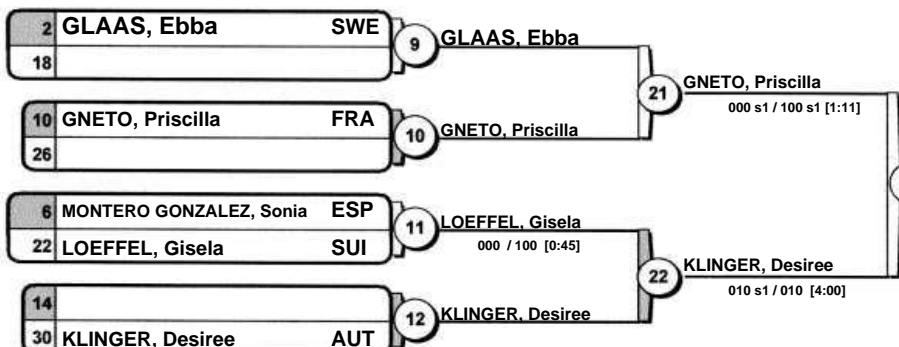 2 GLAAS, Ebba SWE
18
9 GLAAS, Ebba
10 GNETO, Priscilla FRA
26
10 GNETO, Priscilla
21 GNETO, Priscilla
000 s1 / 100 s1 [1:11]
6 MONTERO GONZALEZ, Sonia ESP
22 LOEFFEL, Gisela SUI
11 LOEFFEL, Gisela
000 / 100 [0:45]
14
30 KLINGER, Desiree AUT
12 KLINGER, Desiree
22 KLINGER, Desiree
010 s1 / 010 [4:00]